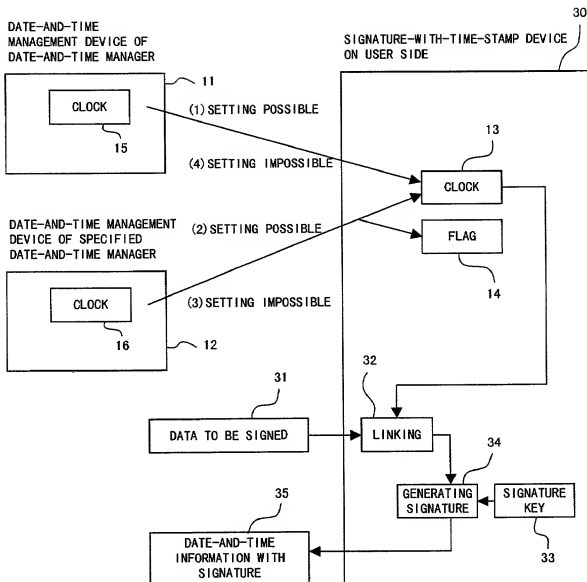 DATE-AND-TIME
MANAGEMENT DEVICE OF
DATE-AND-TIME MANAGER
SIGNATURE-WITH-TIME-STAMP DEVICE
ON USER SIDE
30
11
CLOCK
15
(1) SETTING POSSIBLE
(4) SETTING IMPOSSIBLE
13
CLOCK
DATE-AND-TIME MANAGEMENT
DEVICE OF SPECIFIED
DATE-AND-TIME MANAGER
(2) SETTING POSSIBLE
FLAG
14
CLOCK
16
(3) SETTING IMPOSSIBLE
12
31
32
DATA TO BE SIGNED
LINKING
34
GENERATING
SIGNATURE
SIGNATURE
KEY
33
35
DATE-AND-TIME
INFORMATION WITH
SIGNATURE